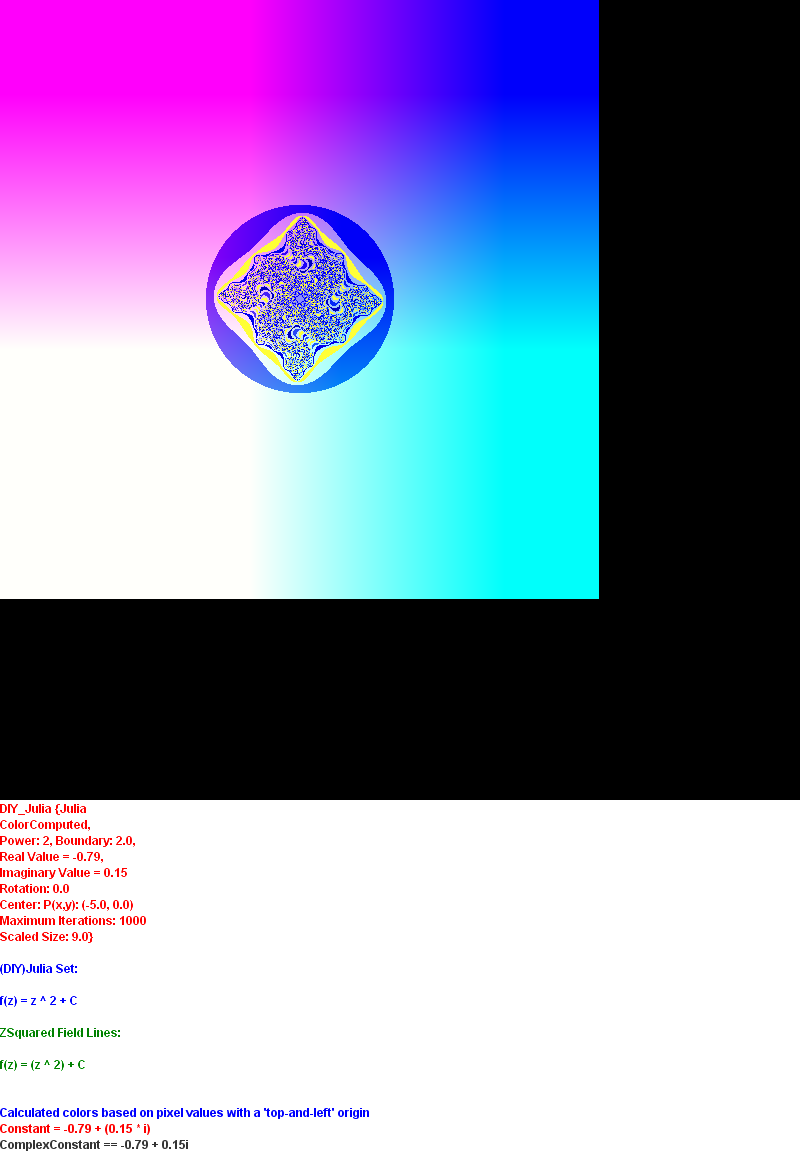 DIY_Julia {Julia
ColorComputed,
Power: 2, Boundary: 2.0,
Real Value = -0.79,
Imaginary Value = 0.15
Rotation: 0.0
Center: P(x,y): (-5.0, 0.0)
Maximum Iterations: 1000
Scaled Size: 9.0}
(DIY)Julia Set:
f(z) = z ^ 2 + C
ZSquared Field Lines:
f(z) = (z ^ 2) + C
Calculated colors based on pixel values with a 'top-and-left' origin
Constant = -0.79 + (0.15 * i)
ComplexConstant == -0.79 + 0.15i